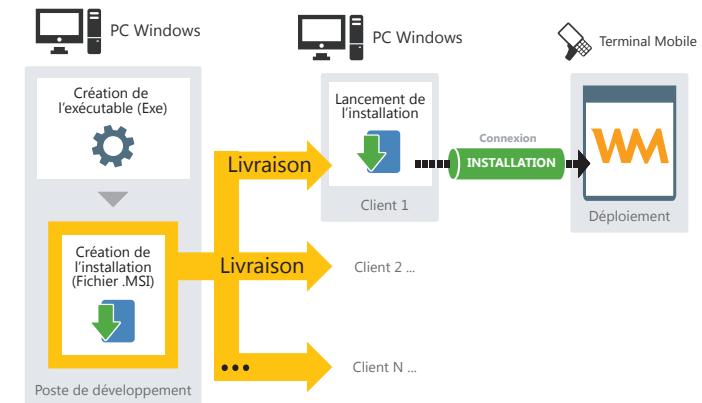 PC Windows
PC Windows
Terminal Mobile
Création de
l'exécutable (Exe)
Lancement de
l'installation
Connexion
INSTALLATION
WM
Livraison
Client 1
Déploiement
Création de
l'installation
(Fichier .MSI)
Livraison
Client 2 ...
•••
Client N ...
Poste de développement